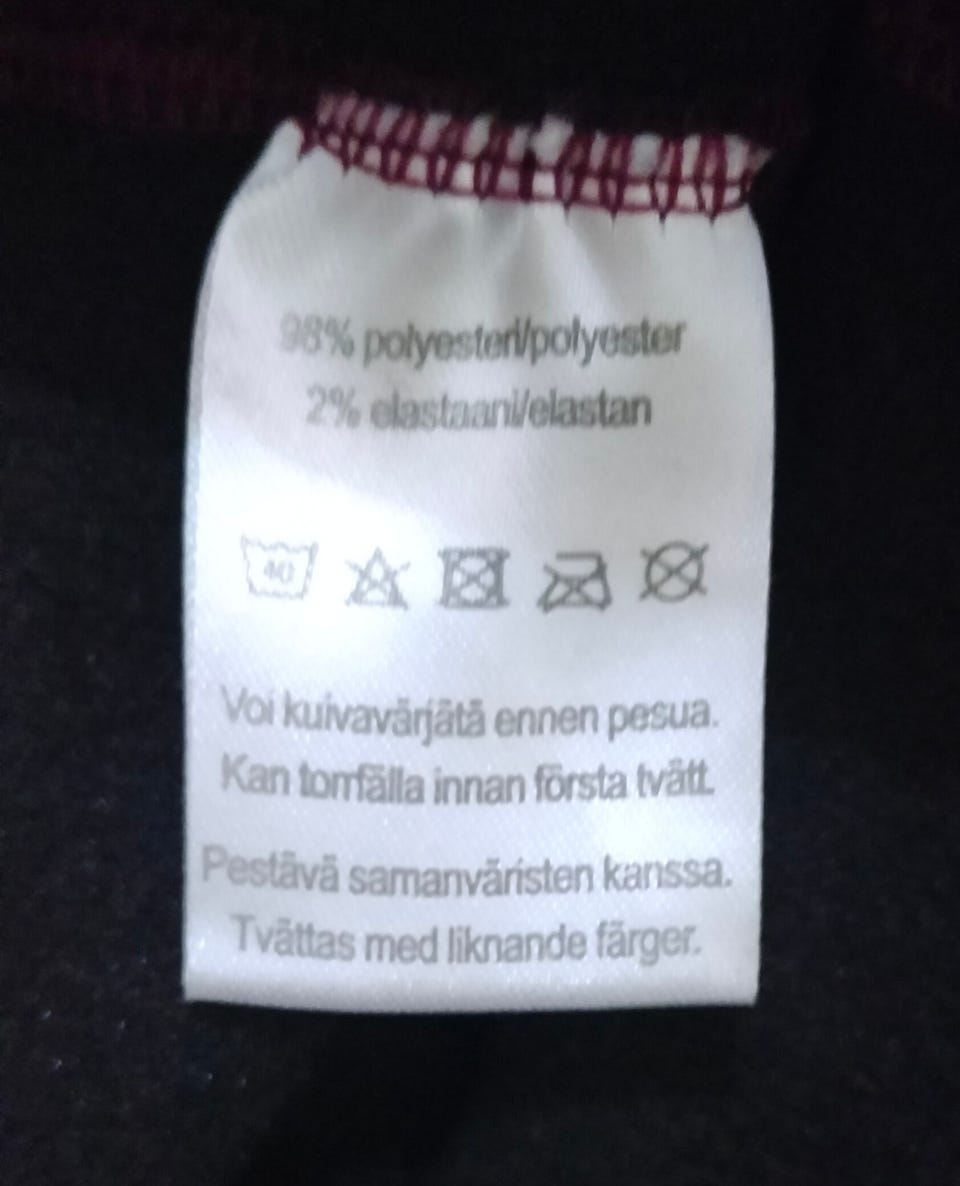 98% polyesteri/polyester
2% elastaani/elastan
40
Voi kuivavärjätä ennen pesua.
Kan torrfälla innan första tvätt.
Pestävä samanväristen kanssa.
Tvättas med liknande färger.